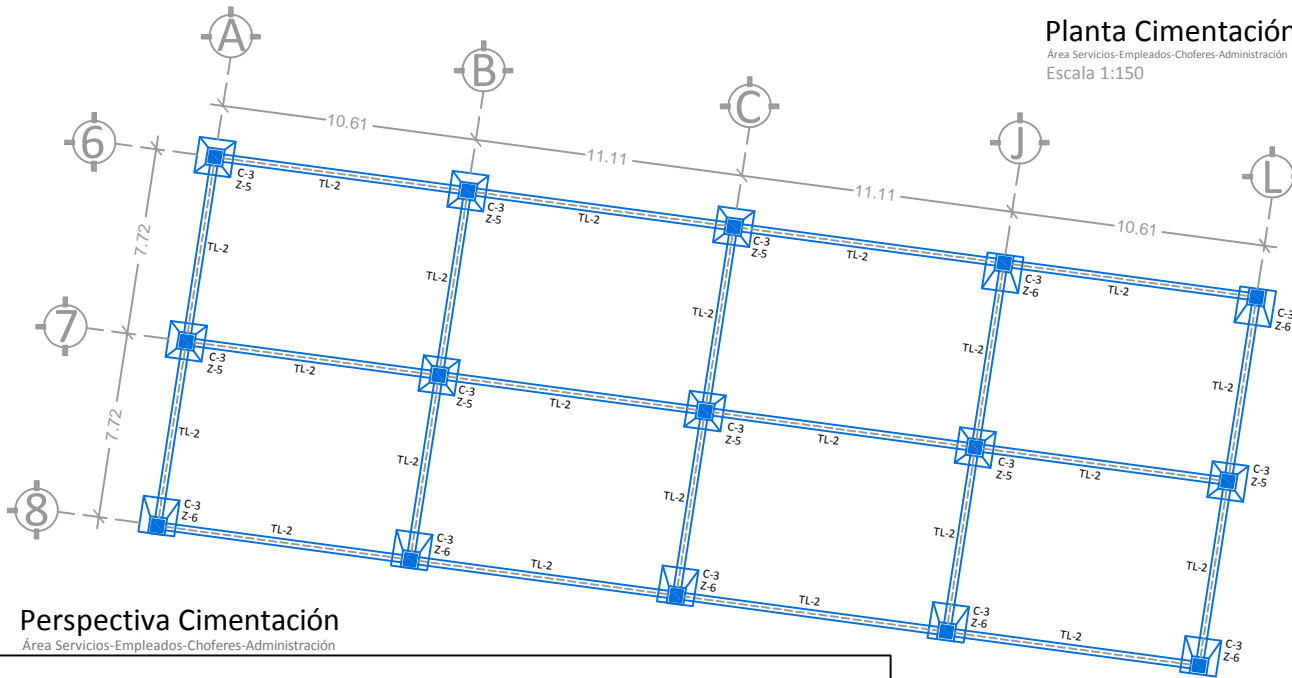 Planta Cimentación
Área Servicios-Empleados-Choferes-Administración
Escala 1:150
A
B
C
J
L
10.61
11.11
11.11
10.61
6
7.72
7
7.72
8
C-3
Z-5
TL-2
C-3
Z-5
TL-2
C-3
Z-5
TL-2
C-3
Z-6
TL-2
C-3
Z-6
TL-2
TL-2
TL-2
TL-2
TL-2
C-3
Z-5
TL-2
C-3
Z-5
TL-2
C-3
Z-5
TL-2
C-3
Z-5
TL-2
C-3
Z-5
TL-2
TL-2
TL-2
TL-2
TL-2
C-3
Z-6
TL-2
C-3
Z-6
TL-2
C-3
Z-6
TL-2
C-3
Z-6
TL-2
C-3
Z-6
Perspectiva Cimentación
Área Servicios-Empleados-Choferes-Administración